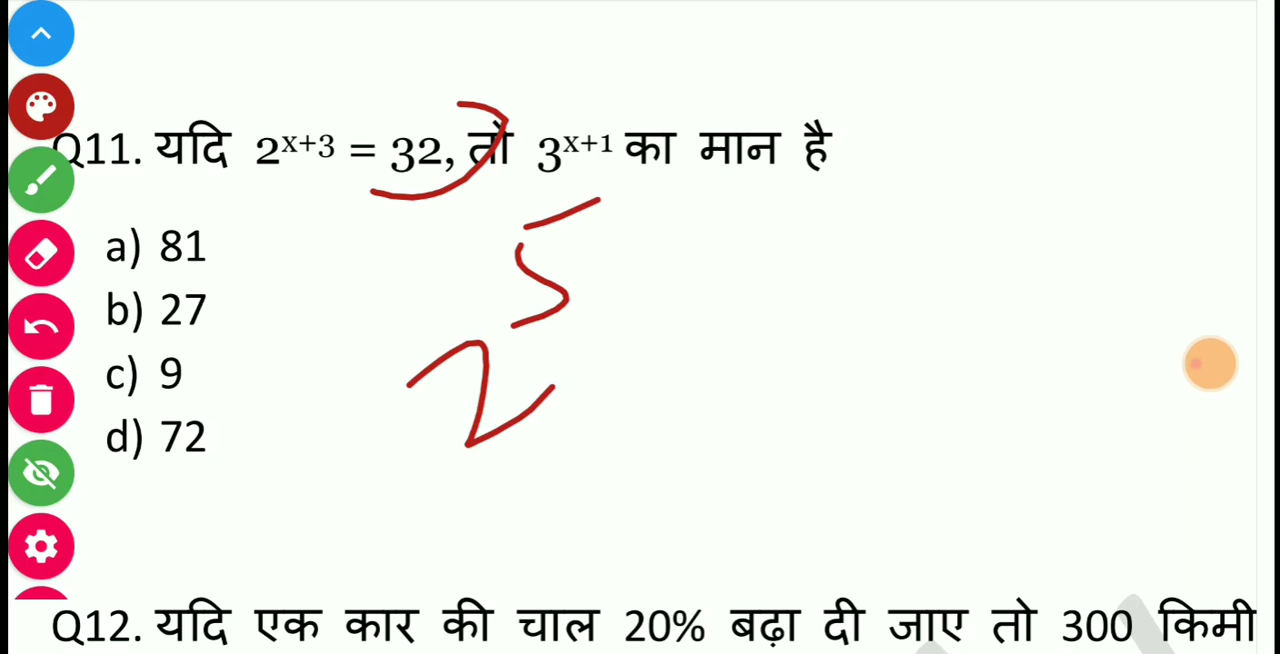 Q11. यदि 2^x+3 = 32, तो 3^x+1 का मान है
a) 81
5
b) 27
c) 9
2
d) 72
Q12. यदि एक कार की चाल 20% बढ़ा दी जाए तो 300 किमी